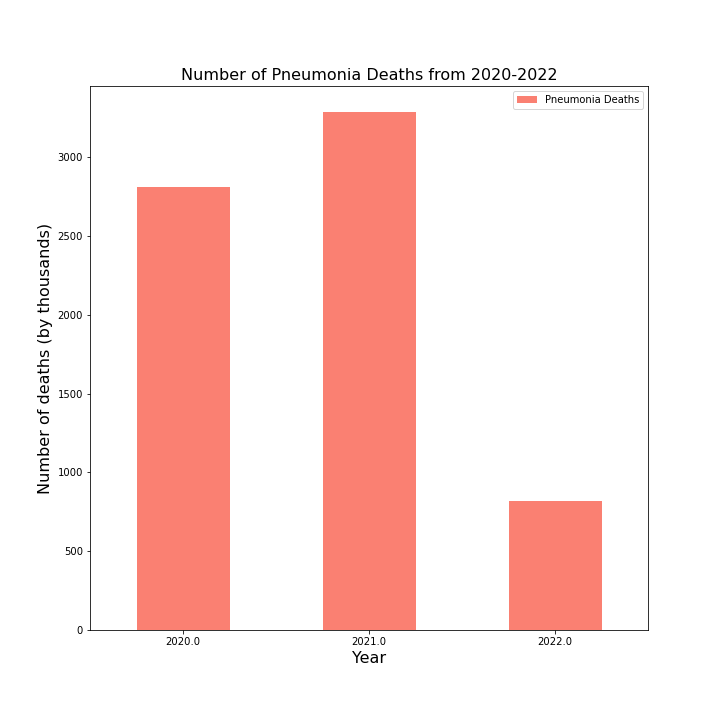 Number of Pneumonia Deaths from 2020-2022
Pneumonia Deaths
Number of deaths (by thousands)
3000
2500
2000
1500
1000
500
0
2020.0
2021.0
2022.0
Year